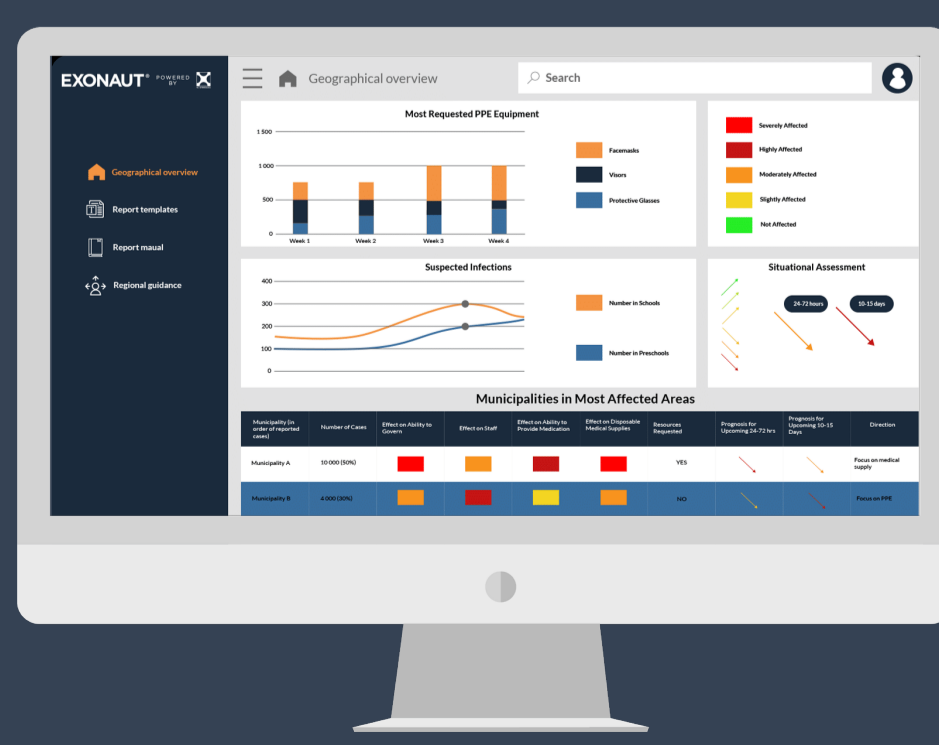 EXONAUT® POWERED BY
Geographical overview
Search
Geographical overview
Report templates
Report maual
Regional guidance
Most Requested PPE Equipment
1 500
1 000
500
0
Week 1
Week 2
Week 3
Week 4
Facemasks
Visors
Protective Glasses
Severely Affected
Highly Affected
Moderately Affected
Slightly Affected
Not Affected
Suspected Infections
400
300
200
100
0
Number in Schools
Number in Preschools
Situational Assessment
24-72 hours
10-15 days
Municipalities in Most Affected Areas
Municipality (in
order of reported
cases)
Number of Cases
Effect on Ability to
Govern
Effect on Staff
Effect on Ability to
Provide Medication
Effect on Disposable
Medical Supplies
Resources
Requested
Prognosis for
Upcoming 24-72 hrs
Prognosis for
Upcoming 10-15
Days
Direction
Municipality A
10 000 (50%)
YES
Focus on medical
supply
Municipality B
4 000 (30%)
NO
Focus on PPE